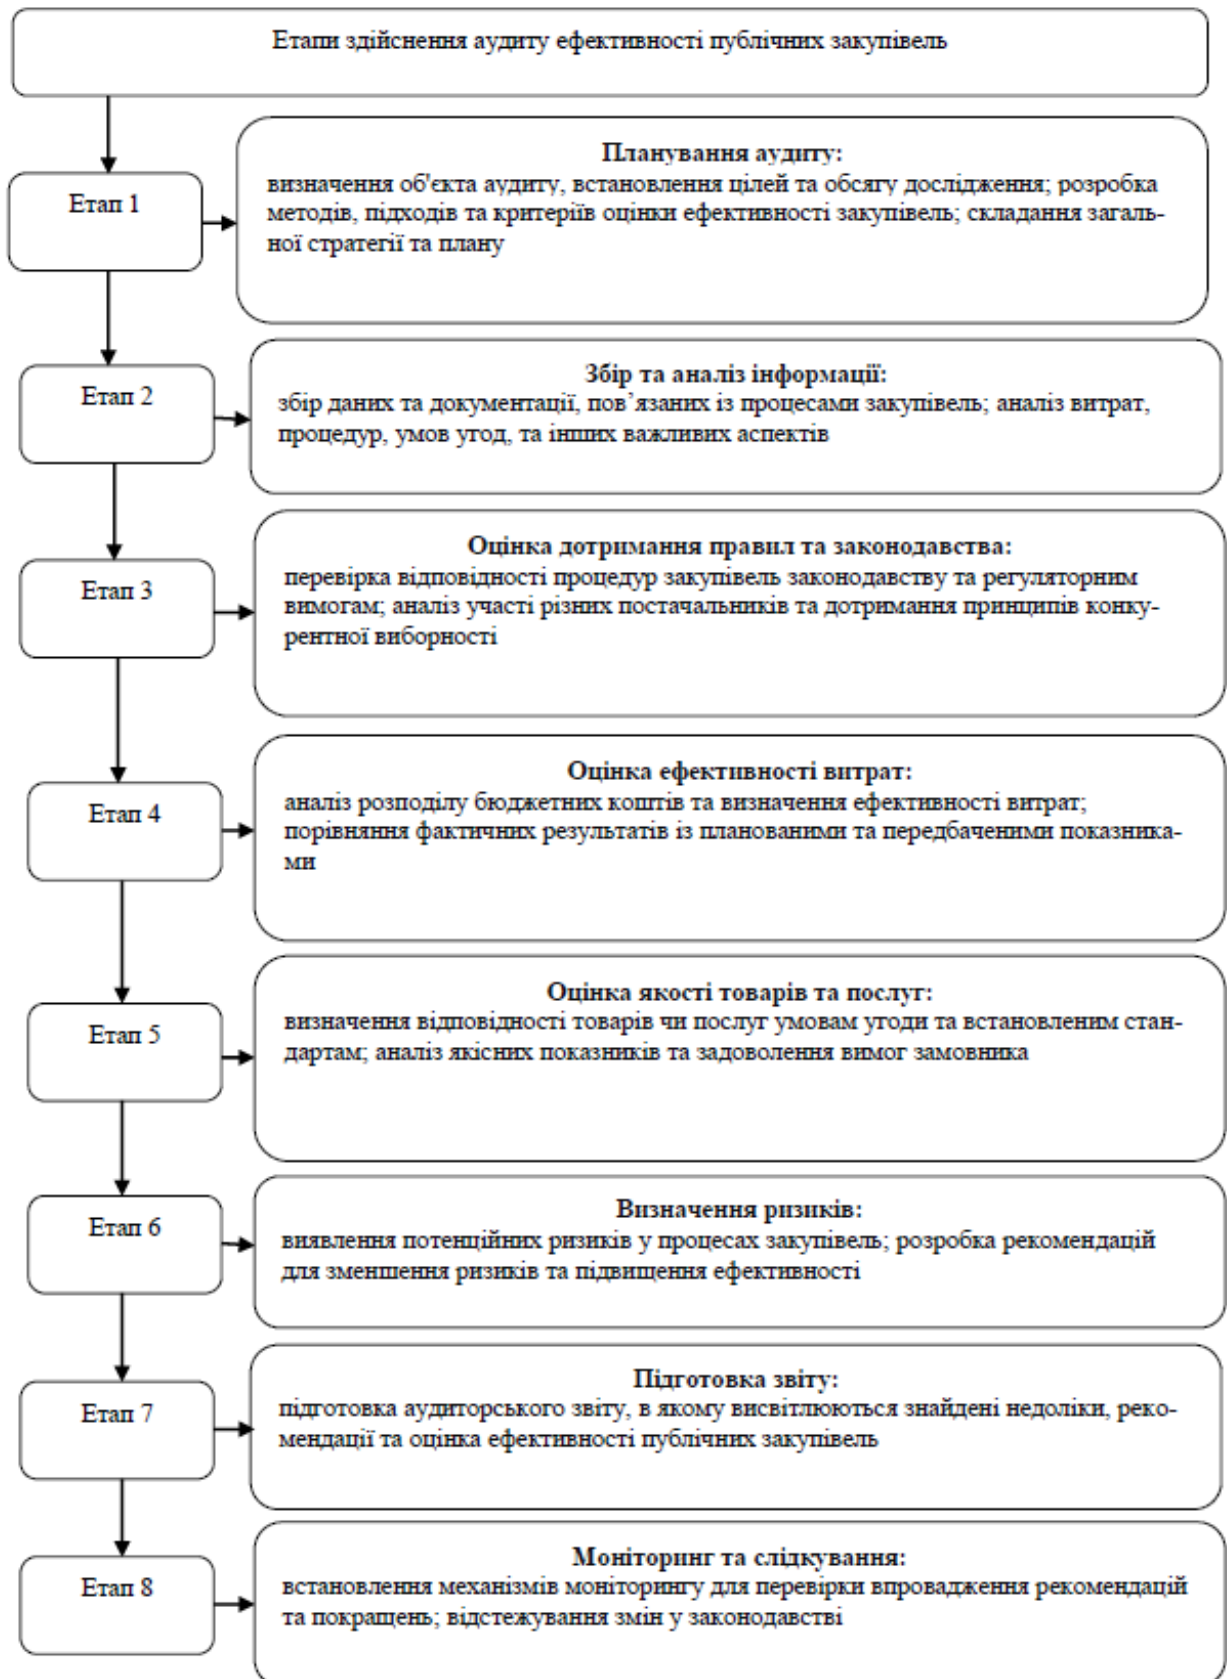 Етапи здійснення аудиту ефективності публічних закупівель
Етап 1
Планування аудиту:
визначення об'єкта аудиту, встановлення цілей та обсягу дослідження; розробка
методів, підходів та критеріїв оцінки ефективності закупівель; складання загаль-
ної стратегії та плану
Етап 2
Збір та аналіз інформації:
збір даних та документації, пов’язаних із процесами закупівель; аналіз витрат,
процедур, умов угод, та інших важливих аспектів
Етап 3
Оцінка дотримання правил та законодавства:
перевірка відповідності процедур закупівель законодавству та регуляторним
вимогам; аналіз участі різних постачальників та дотримання принципів конку-
рентної виборності
Етап 4
Оцінка ефективності витрат:
аналіз розподілу бюджетних коштів та визначення ефективності витрат;
порівняння фактичних результатів із планованими та передбаченими показника-
ми
Етап 5
Оцінка якості товарів та послуг:
визначення відповідності товарів чи послуг умовам угоди та встановленим стан-
дартам; аналіз якісних показників та задоволення вимог замовника
Етап 6
Визначення ризиків:
виявлення потенційних ризиків у процесах закупівель; розробка рекомендацій
для зменшення ризиків та підвищення ефективності
Етап 7
Підготовка звіту:
підготовка аудиторського звіту, в якому висвітлюються знайдені недоліки, реко-
мендації та оцінка ефективності публічних закупівель
Етап 8
Моніторинг та слідкування:
встановлення механізмів моніторингу для перевірки впровадження рекомендацій
та покращень; відстежування змін у законодавстві